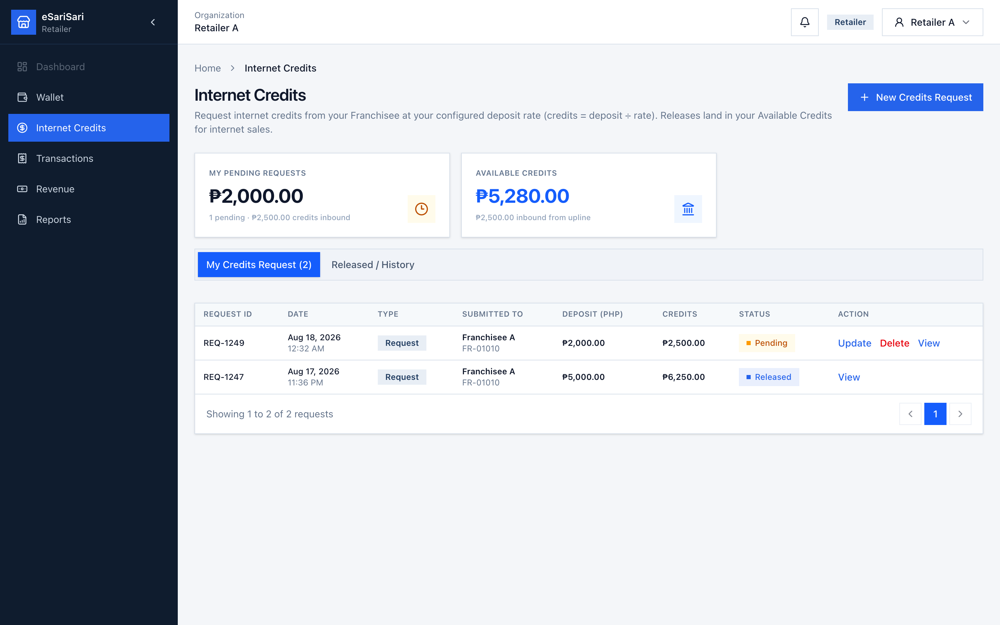 eSariSari
Retailer
Dashboard
Wallet
Internet Credits
Transactions
Revenue
Reports
Organization
Retailer A
Retailer
Retailer A
Home
Internet Credits
Internet Credits
Request internet credits from your Franchisee at your configured deposit rate (credits = deposit ÷ rate). Releases land in your Available Credits
for internet sales.
+ New Credits Request
MY PENDING REQUESTS
₱2,000.00
1 pending · ₱2,500.00 credits inbound
AVAILABLE CREDITS
₱5,280.00
₱2,500.00 inbound from upline
My Credits Request (2) Released / History
REQUEST ID DATE TYPE SUBMITTED TO DEPOSIT (PHP) CREDITS STATUS ACTION
REQ-1249 Aug 18, 2026 Request Franchisee A ₱2,000.00 ₱2,500.00 Pending Update Delete View
12:32 AM FR-01010
REQ-1247 Aug 17, 2026 Request Franchisee A ₱5,000.00 ₱6,250.00 Released View
11:36 PM FR-01010
Showing 1 to 2 of 2 requests
1